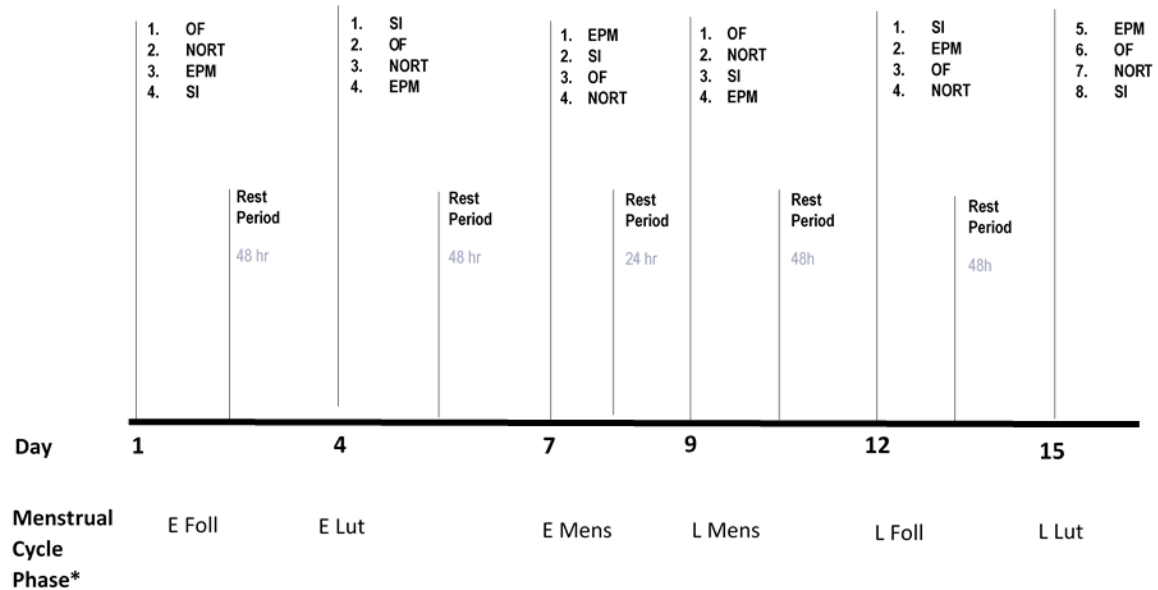 1. OF
2. NORT
3. EPM
4. SI
1. SI
2. OF
3. NORT
4. EPM
1. EPM
2. SI
3. OF
4. NORT
1. OF
2. NORT
3. SI
4. EPM
1. SI
2. EPM
3. OF
4. NORT
5. EPM
6. OF
7. NORT
8. SI
Rest
Period
48 hr
Rest
Period
48 hr
Rest
Period
24 hr
Rest
Period
48h
Rest
Period
48h
Day 1 4 7 9 12 15
Menstrual
Cycle
Phase*
E Foll E Lut E Mens L Mens L Foll L Lut